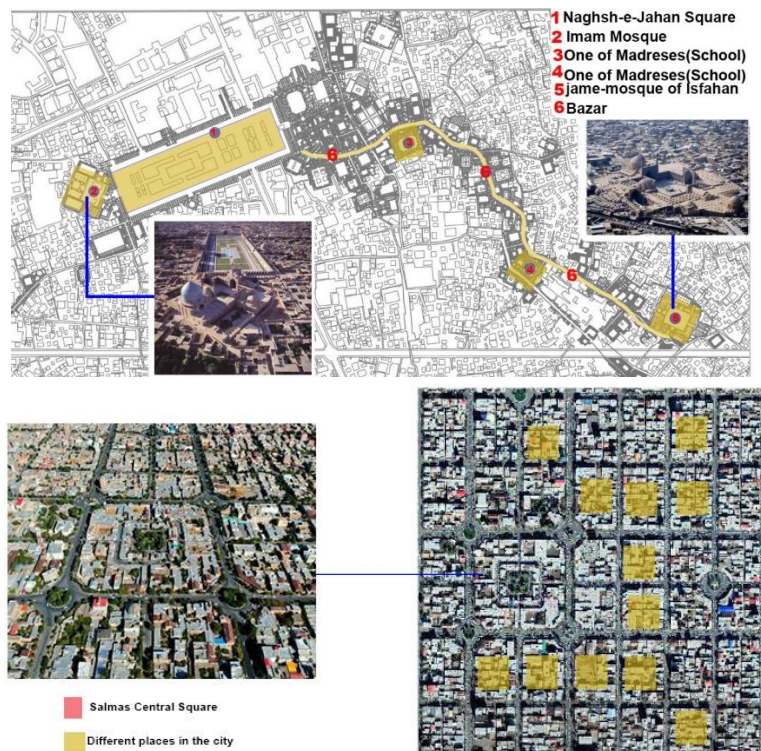 1 Naghsh-e-Jahan Square
2 Imam Mosque
3 One of Madreses(School)
4 One of Madreses(School)
5 jame-mosque of Isfahan
6 Bazar
1
2
6
3
6
4
6
5
Salmas Central Square
Different places in the city